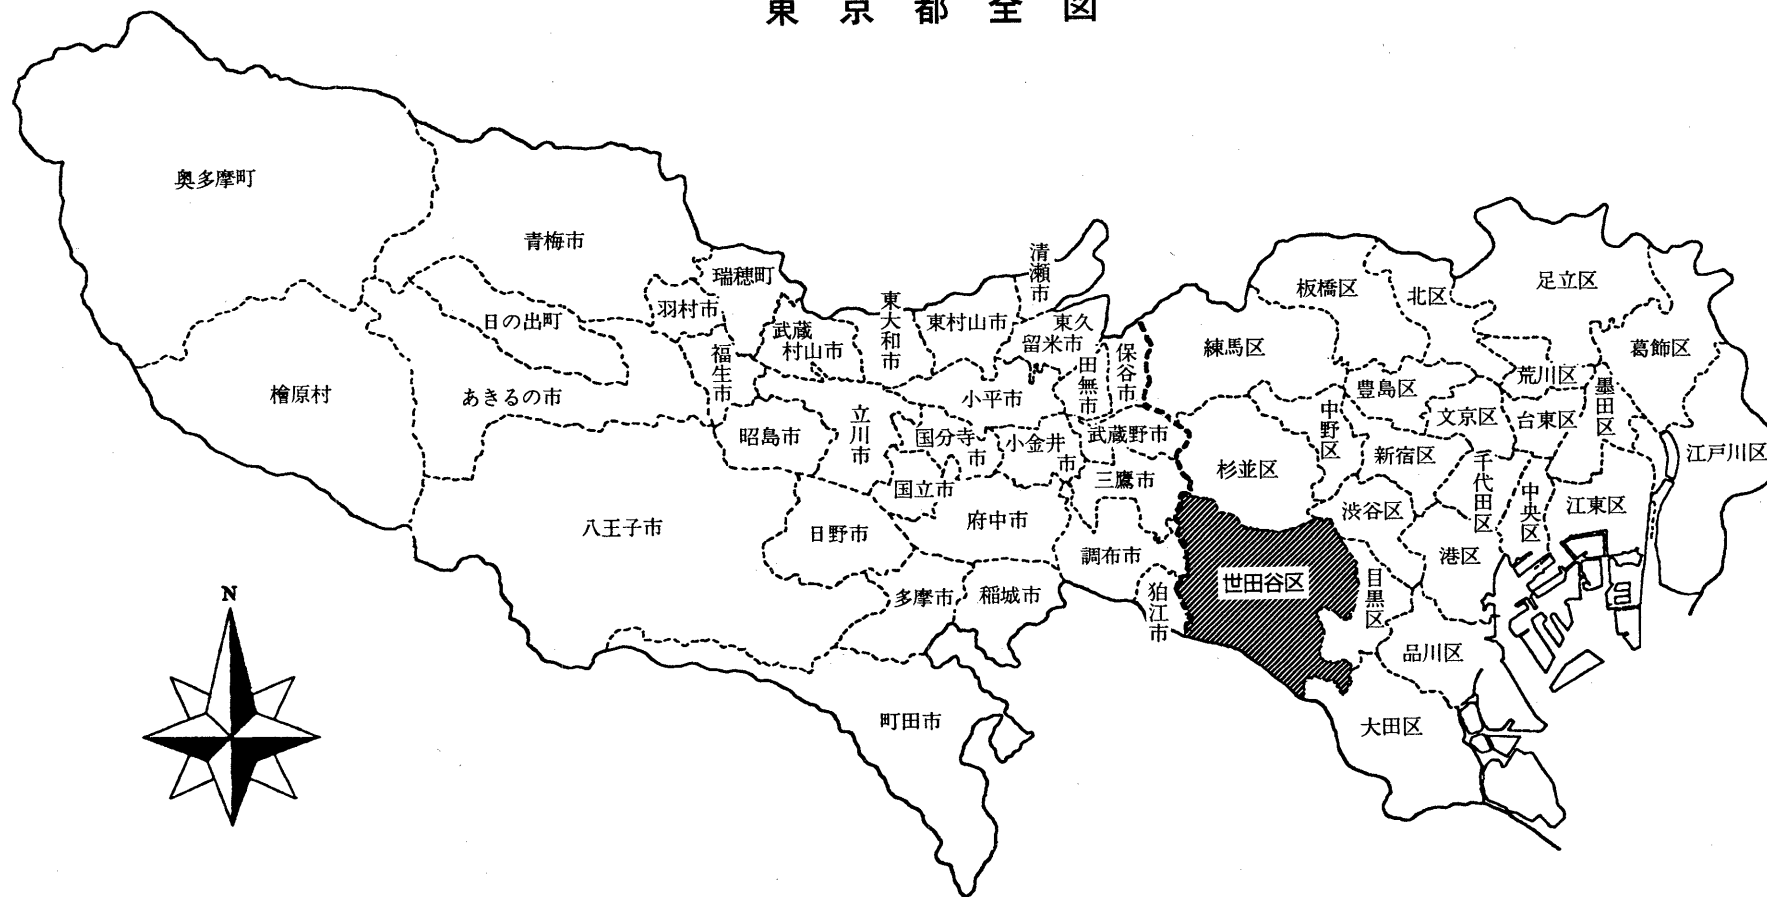 東京都全図
奥多摩町
青梅市
瑞穂町
羽村市
日の出町
檜原村
あきるの市
福生市
武蔵
村山市
東大和市
東村山市
清瀬市
東久
留米市
保谷市
田無市
小平市
立川市
昭島市
国分寺
市
小金井
市
武蔵野市
三鷹市
国立市
府中市
日野市
八王子市
調布市
狛江市
多摩市
稲城市
町田市
練馬区
板橋区
北区
足立区
葛飾区
荒川区
豊島区
文京区
台東区
墨田区
中野区
杉並区
新宿区
千代田区
中央区
江東区
江戸川区
渋谷区
港区
世田谷区
目黒区
品川区
大田区
N